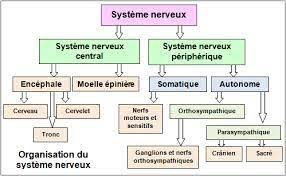 Système nerveux
Système nerveux
central
Système nerveux
périphérique
Encéphale
Moelle épinière
Somatique
Autonome
Cerveau
Cervelet
Tronc
Nerfs
moteurs et
sensitifs
Orthosympathique
Parasympathique
Ganglions et nerfs
orthosympathiques
Crânien
Sacré
Organisation du
système nerveux